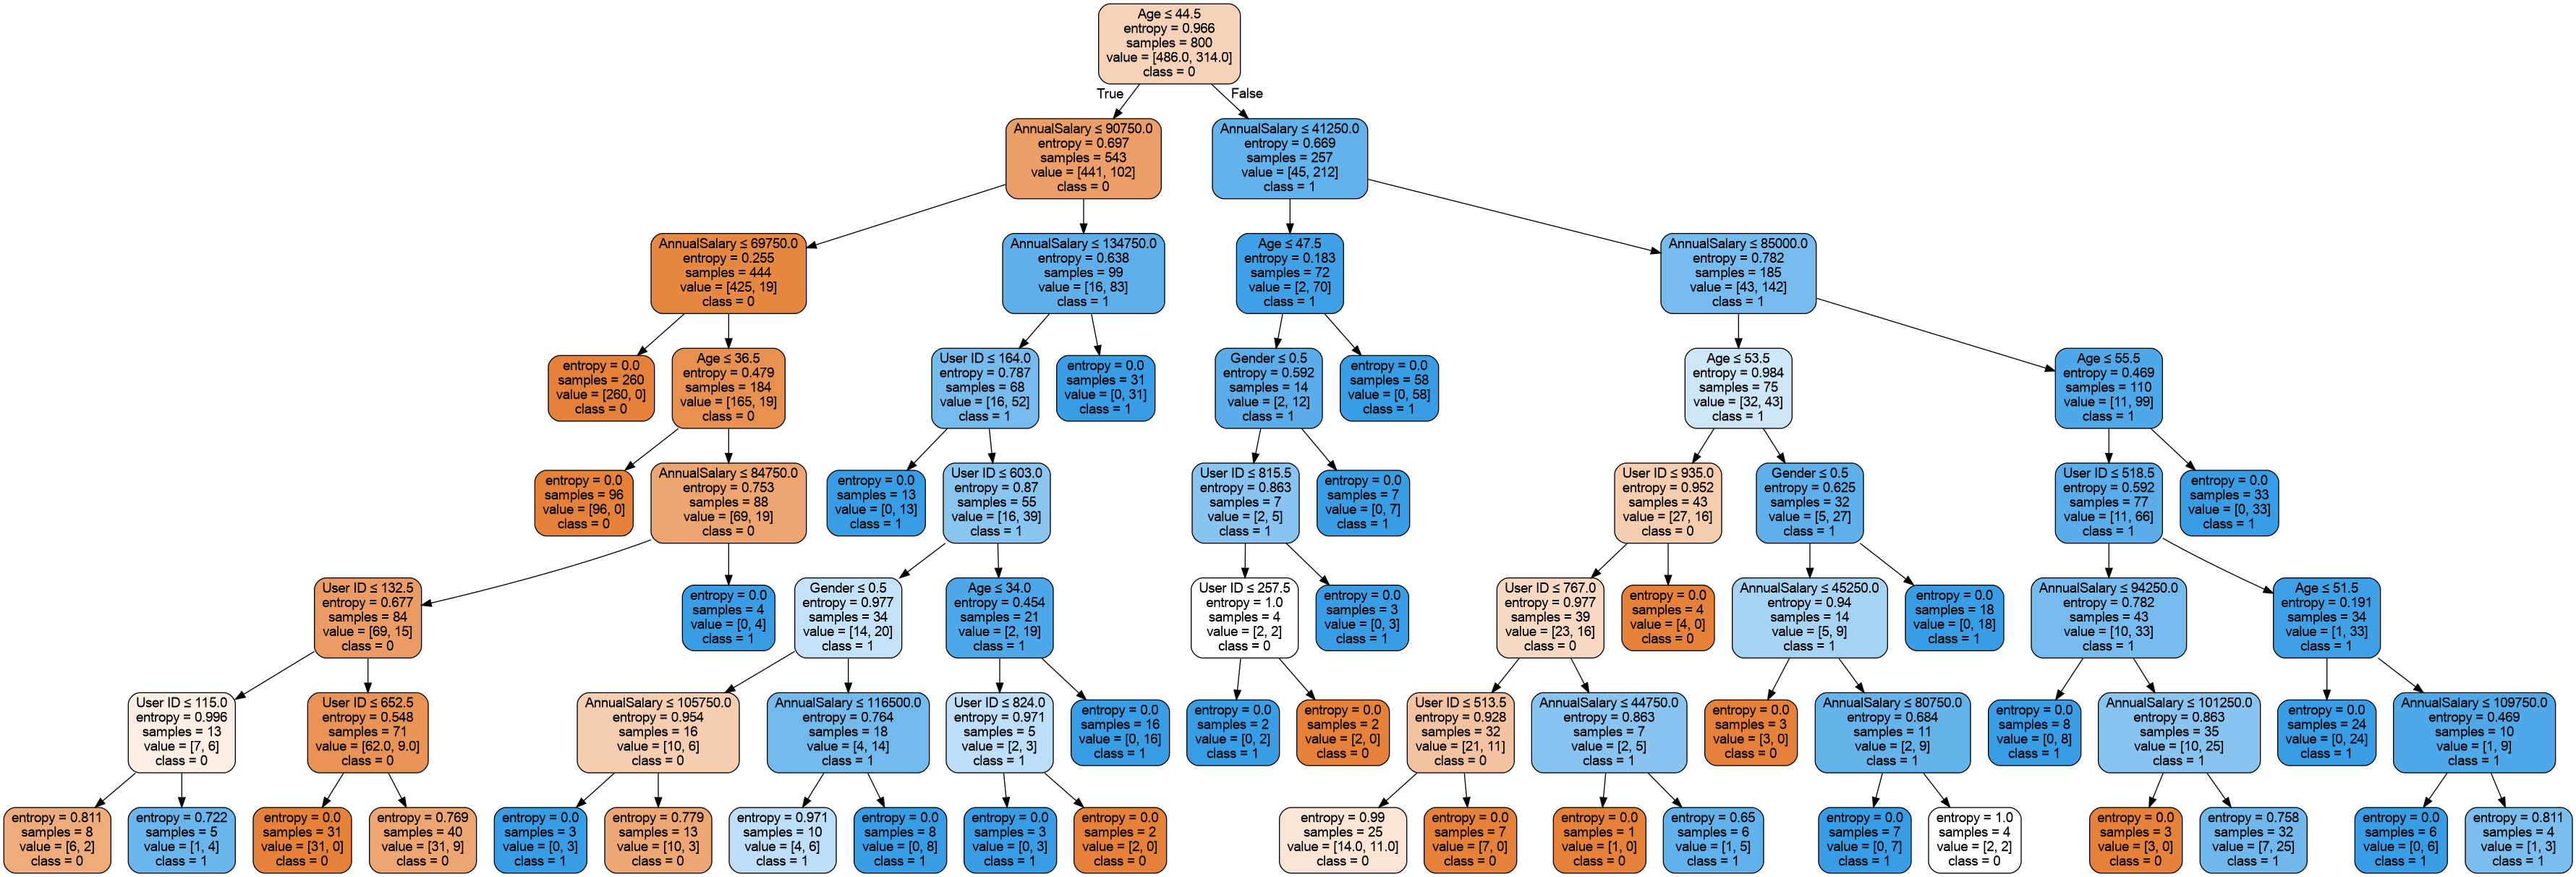 Age ≤ 44.5
entropy = 0.966
samples = 800
value = [486.0, 314.0]
class = 0
True
False
AnnualSalary ≤ 90750.0
entropy = 0.697
samples = 543
value = [441, 102]
class = 0
AnnualSalary ≤ 41250.0
entropy = 0.669
samples = 257
value = [45, 212]
class = 1
AnnualSalary ≤ 69750.0
entropy = 0.255
samples = 444
value = [425, 19]
class = 0
AnnualSalary ≤ 134750.0
entropy = 0.638
samples = 99
value = [16, 83]
class = 1
Age ≤ 47.5
entropy = 0.183
samples = 72
value = [2, 70]
class = 1
AnnualSalary ≤ 85000.0
entropy = 0.782
samples = 185
value = [43, 142]
class = 1
entropy = 0.0
samples = 260
value = [260, 0]
class = 0
Age ≤ 36.5
entropy = 0.479
samples = 184
value = [165, 19]
class = 0
User ID ≤ 164.0
entropy = 0.787
samples = 68
value = [16, 52]
class = 1
entropy = 0.0
samples = 31
value = [0, 31]
class = 1
Gender ≤ 0.5
entropy = 0.592
samples = 14
value = [2, 12]
class = 1
entropy = 0.0
samples = 58
value = [0, 58]
class = 1
Age ≤ 53.5
entropy = 0.984
samples = 75
value = [32, 43]
class = 1
Age ≤ 55.5
entropy = 0.469
samples = 110
value = [11, 99]
class = 1
entropy = 0.0
samples = 96
value = [96, 0]
class = 0
AnnualSalary ≤ 84750.0
entropy = 0.753
samples = 88
value = [69, 19]
class = 0
entropy = 0.0
samples = 13
value = [0, 13]
class = 1
User ID ≤ 603.0
entropy = 0.87
samples = 55
value = [16, 39]
class = 1
User ID ≤ 815.5
entropy = 0.863
samples = 7
value = [2, 5]
class = 1
entropy = 0.0
samples = 7
value = [0, 7]
class = 1
User ID ≤ 935.0
entropy = 0.952
samples = 43
value = [27, 16]
class = 0
Gender ≤ 0.5
entropy = 0.625
samples = 32
value = [5, 27]
class = 1
User ID ≤ 518.5
entropy = 0.592
samples = 77
value = [11, 66]
class = 1
entropy = 0.0
samples = 33
value = [0, 33]
class = 1
User ID ≤ 132.5
entropy = 0.677
samples = 84
value = [69, 15]
class = 0
entropy = 0.0
samples = 4
value = [0, 4]
class = 1
Gender ≤ 0.5
entropy = 0.977
samples = 34
value = [14, 20]
class = 1
Age ≤ 34.0
entropy = 0.454
samples = 21
value = [2, 19]
class = 1
User ID ≤ 257.5
entropy = 1.0
samples = 4
value = [2, 2]
class = 0
entropy = 0.0
samples = 3
value = [0, 3]
class = 1
User ID ≤ 767.0
entropy = 0.977
samples = 39
value = [23, 16]
class = 0
entropy = 0.0
samples = 4
value = [4, 0]
class = 0
AnnualSalary ≤ 45250.0
entropy = 0.94
samples = 14
value = [5, 9]
class = 1
entropy = 0.0
samples = 18
value = [0, 18]
class = 1
AnnualSalary ≤ 94250.0
entropy = 0.782
samples = 43
value = [10, 33]
class = 1
Age ≤ 51.5
entropy = 0.191
samples = 34
value = [1, 33]
class = 1
User ID ≤ 115.0
entropy = 0.996
samples = 13
value = [7, 6]
class = 0
User ID ≤ 652.5
entropy = 0.548
samples = 71
value = [62.0, 9.0]
class = 0
AnnualSalary ≤ 105750.0
entropy = 0.954
samples = 16
value = [10, 6]
class = 0
AnnualSalary ≤ 116500.0
entropy = 0.764
samples = 18
value = [4, 14]
class = 1
User ID ≤ 824.0
entropy = 0.971
samples = 5
value = [2, 3]
class = 1
entropy = 0.0
samples = 16
value = [0, 16]
class = 1
entropy = 0.0
samples = 2
value = [0, 2]
class = 1
entropy = 0.0
samples = 2
value = [2, 0]
class = 0
User ID ≤ 513.5
entropy = 0.928
samples = 32
value = [21, 11]
class = 0
AnnualSalary ≤ 44750.0
entropy = 0.863
samples = 7
value = [2, 5]
class = 1
entropy = 0.0
samples = 3
value = [3, 0]
class = 0
AnnualSalary ≤ 80750.0
entropy = 0.684
samples = 11
value = [2, 9]
class = 1
entropy = 0.0
samples = 8
value = [0, 8]
class = 1
AnnualSalary ≤ 101250.0
entropy = 0.863
samples = 35
value = [10, 25]
class = 1
entropy = 0.0
samples = 24
value = [0, 24]
class = 1
AnnualSalary ≤ 109750.0
entropy = 0.469
samples = 10
value = [1, 9]
class = 1
entropy = 0.811
samples = 8
value = [6, 2]
class = 0
entropy = 0.722
samples = 5
value = [1, 4]
class = 1
entropy = 0.0
samples = 31
value = [31, 0]
class = 0
entropy = 0.769
samples = 40
value = [31, 9]
class = 0
entropy = 0.0
samples = 3
value = [0, 3]
class = 1
entropy = 0.779
samples = 13
value = [10, 3]
class = 0
entropy = 0.971
samples = 10
value = [4, 6]
class = 1
entropy = 0.0
samples = 8
value = [0, 8]
class = 1
entropy = 0.0
samples = 3
value = [0, 3]
class = 1
entropy = 0.0
samples = 2
value = [2, 0]
class = 0
entropy = 0.99
samples = 25
value = [14.0, 11.0]
class = 0
entropy = 0.0
samples = 7
value = [7, 0]
class = 0
entropy = 0.0
samples = 1
value = [1, 0]
class = 0
entropy = 0.65
samples = 6
value = [1, 5]
class = 1
entropy = 0.0
samples = 7
value = [0, 7]
class = 1
entropy = 1.0
samples = 4
value = [2, 2]
class = 0
entropy = 0.0
samples = 3
value = [3, 0]
class = 0
entropy = 0.758
samples = 32
value = [7, 25]
class = 1
entropy = 0.0
samples = 6
value = [0, 6]
class = 1
entropy = 0.811
samples = 4
value = [1, 3]
class = 1